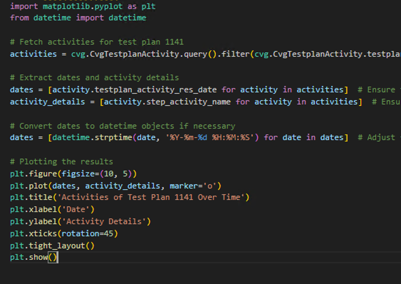 import matplotlib.pyplot as plt
from datetime import datetime
# Fetch activities for test plan 1141
activities = cvg.CvgTestplanActivity.query().filter(cvg.CvgTestplanActivity.testpla
# Extract dates and activity details
dates = [activity.testplan_activity_res_date for activity in activities]  # Ensure
activity_details = [activity.step_activity_name for activity in activities]  # Ensu
# Convert dates to datetime objects if necessary
dates = [datetime.strptime(date, '%Y-%m-%d %H:%M:%S') for date in dates]  # Adjust
# Plotting the results
plt.figure(figsize=(10, 5))
plt.plot(dates, activity_details, marker='o')
plt.title('Activities of Test Plan 1141 Over Time')
plt.xlabel('Date')
plt.ylabel('Activity Details')
plt.xticks(rotation=45)
plt.tight_layout()
plt.show()